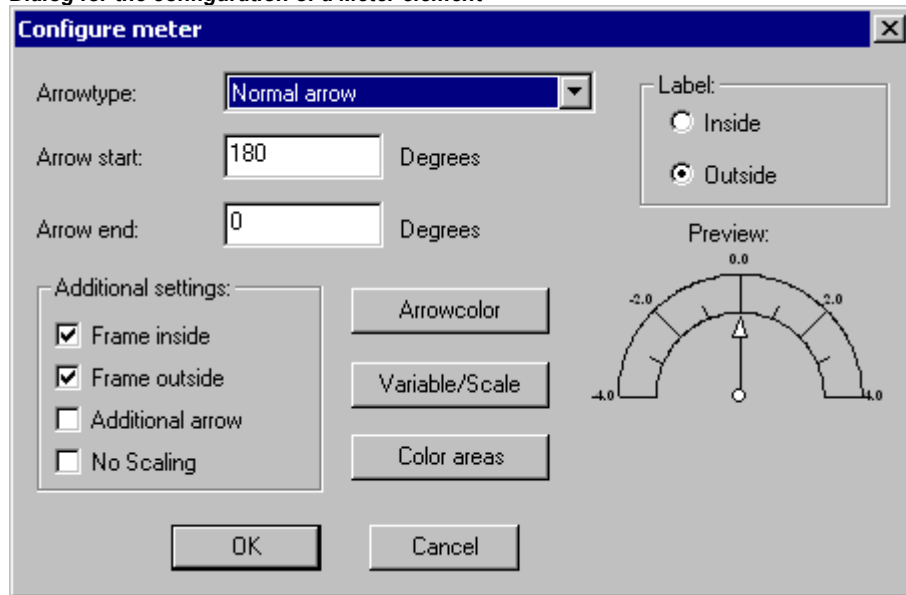 Dialog for the configuration of a Meter element
Configure meter
Arrowtype:
Normal arrow
Label:
Inside
Outside
Arrow start:
180
Degrees
Arrow end:
0
Degrees
Preview:
0.0
-2.0
2.0
-4.0
4.0
Additional settings:
Frame inside
Frame outside
Additional arrow
No Scaling
Arrowcolor
Variable/Scale
Color areas
OK
Cancel